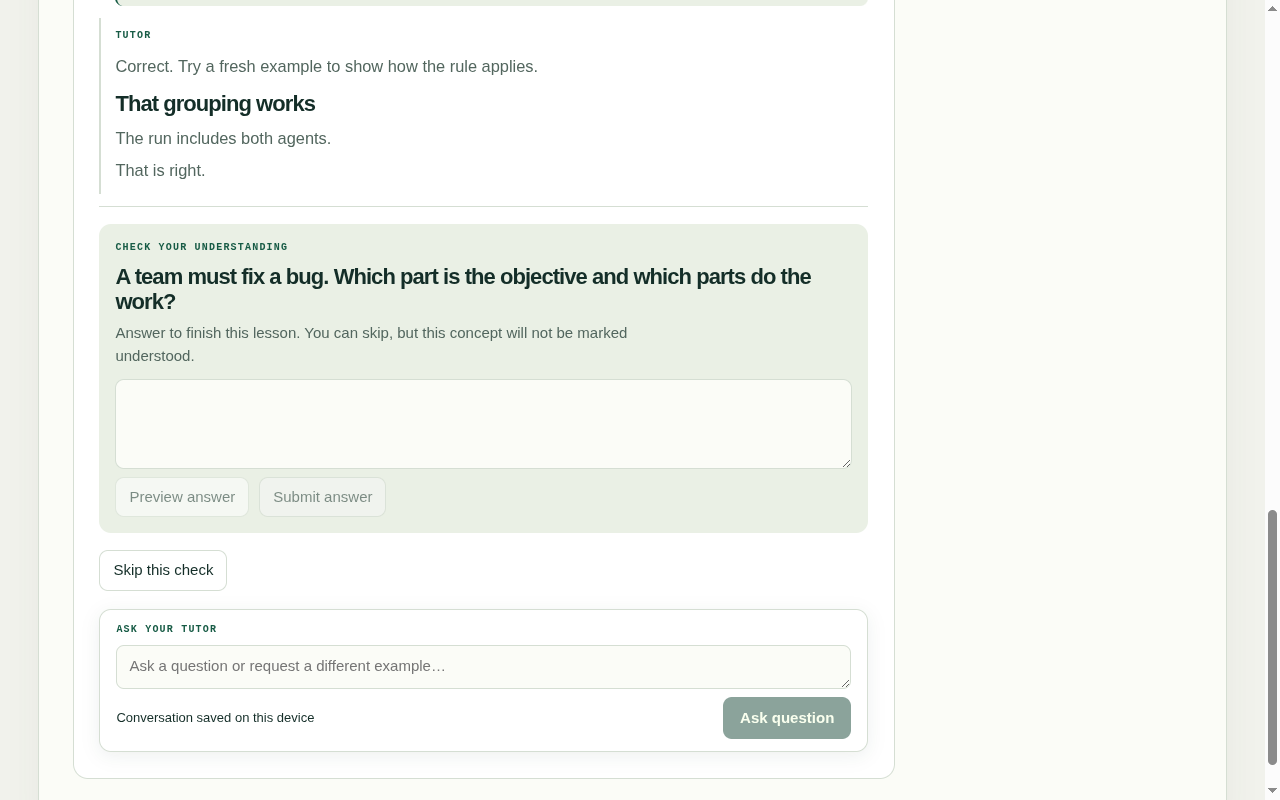 TUTOR
Correct. Try a fresh example to show how the rule applies.
That grouping works
The run includes both agents.
That is right.
CHECK YOUR UNDERSTANDING
A team must fix a bug. Which part is the objective and which parts do the
work?
Answer to finish this lesson. You can skip, but this concept will not be marked
understood.
Preview answer
Submit answer
Skip this check
ASK YOUR TUTOR
Ask a question or request a different example…
Conversation saved on this device
Ask question